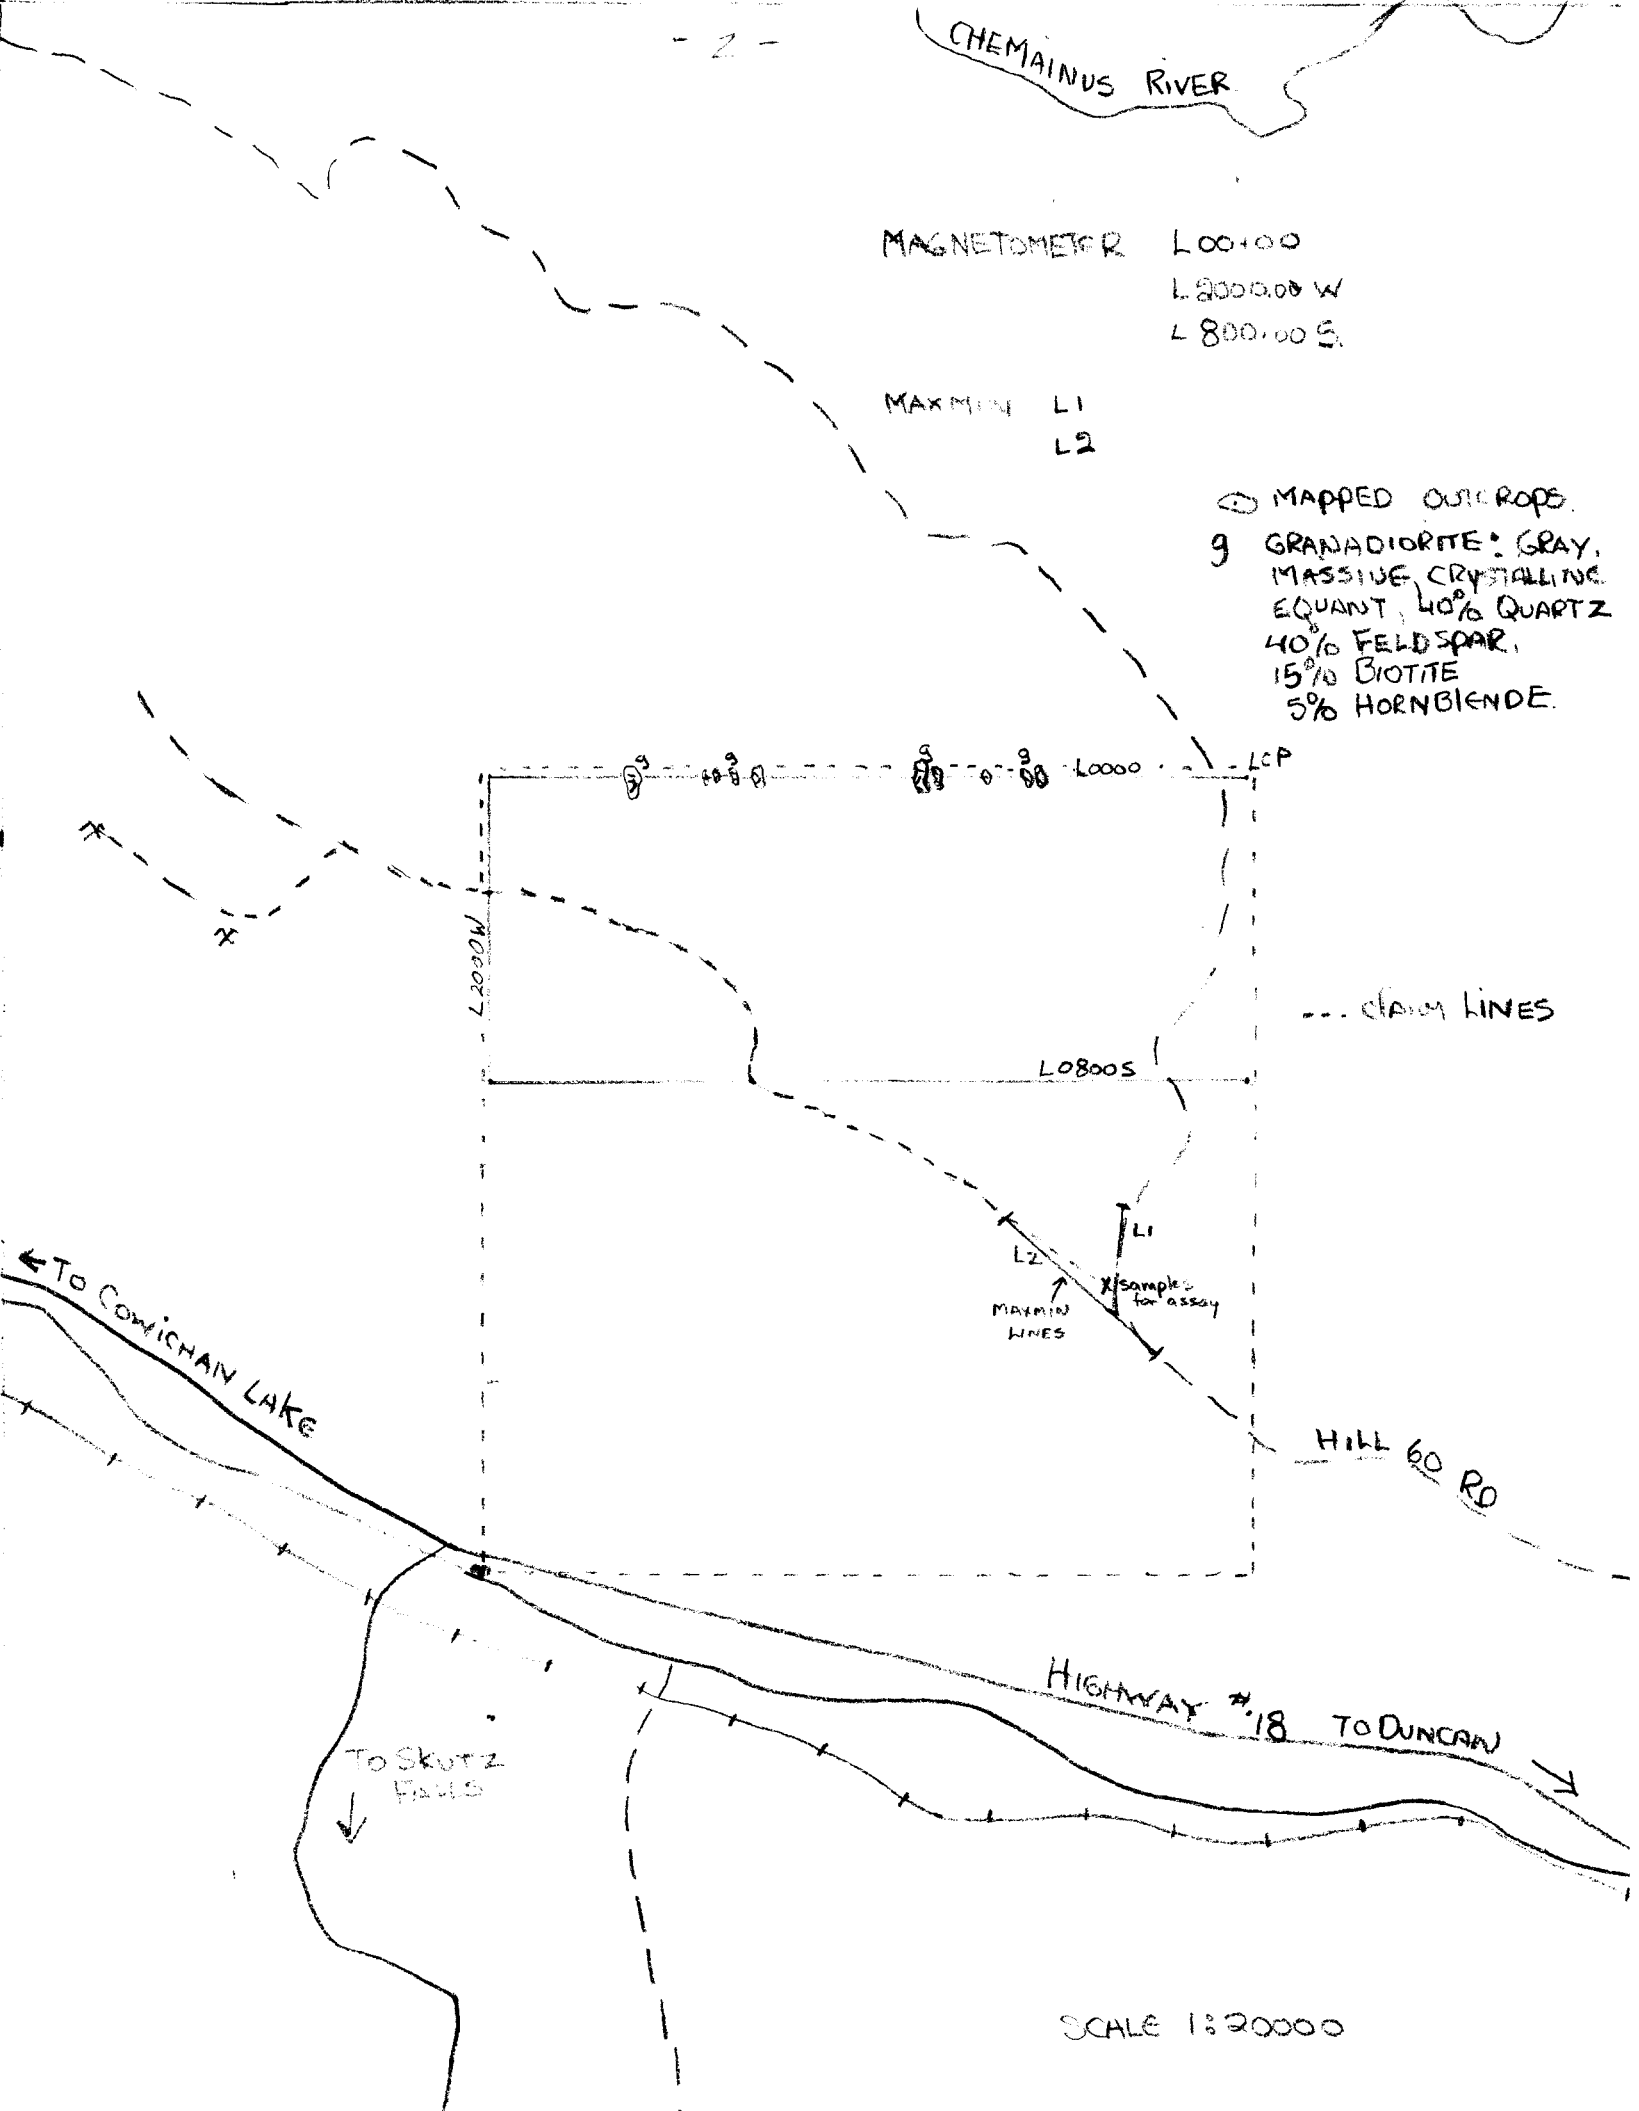 - 2 -
CHEMAINUS RIVER
MAGNETOMETER L00+00
L2000.00 W
L 800.00 S.
MAXMIN L1
L2
MAPPED OUTCROPS.
g GRANADIORITE: GRAY,
MASSIVE, CRYSTALLINE
EQUANT, 40% QUARTZ
40% FELDSPAR.
15% BIOTITE
5% HORNBLENDE.
g g g g L0000 LCP
L2000W
--- CLAIM LINES
L0800S
L1
L2
x samples
for assay
MAXMIN
LINES
← TO COWICHAN LAKE
HILL 60 RD
HIGHWAY #18 TO DUNCAN
TO SKUTZ
FALLS
SCALE 1:20000